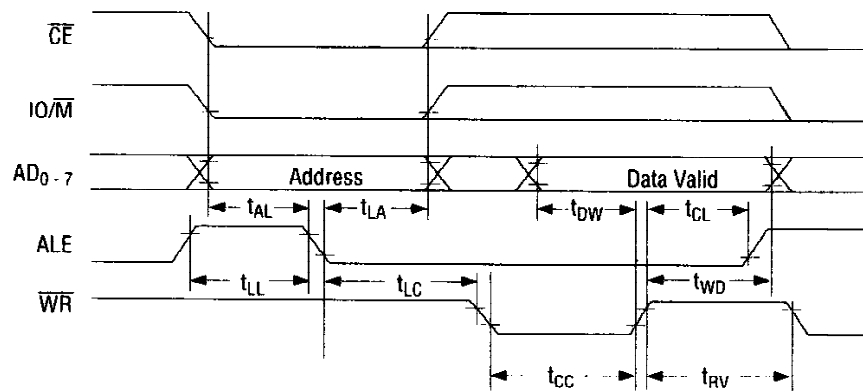 CE
IO/M
AD0-7
Address
Data Valid
tAL
tLA
tDW
tCL
ALE
tLL
tLC
tWD
WR
tCC
tRV